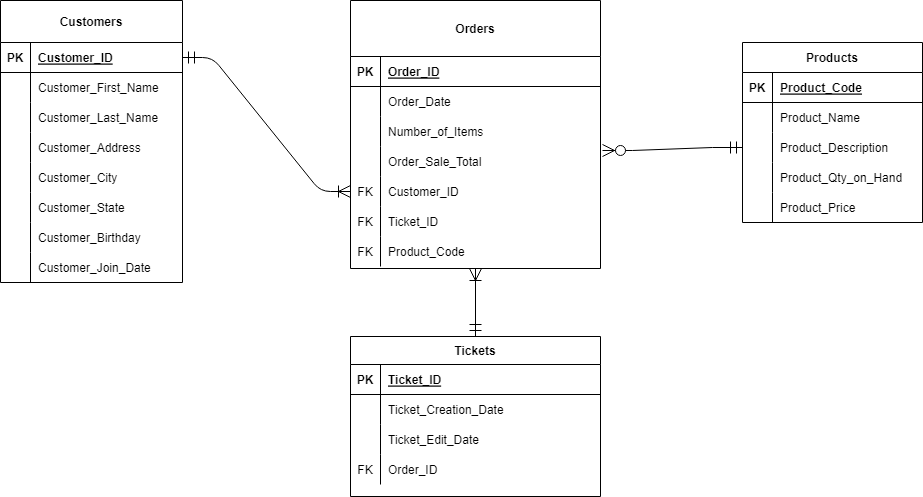 Customers
PK Customer_ID
Customer_First_Name
Customer_Last_Name
Customer_Address
Customer_City
Customer_State
Customer_Birthday
Customer_Join_Date
Orders
PK Order_ID
Order_Date
Number_of_Items
Order_Sale_Total
FK Customer_ID
FK Ticket_ID
FK Product_Code
Products
PK Product_Code
Product_Name
Product_Description
Product_Qty_on_Hand
Product_Price
Tickets
PK Ticket_ID
Ticket_Creation_Date
Ticket_Edit_Date
FK Order_ID